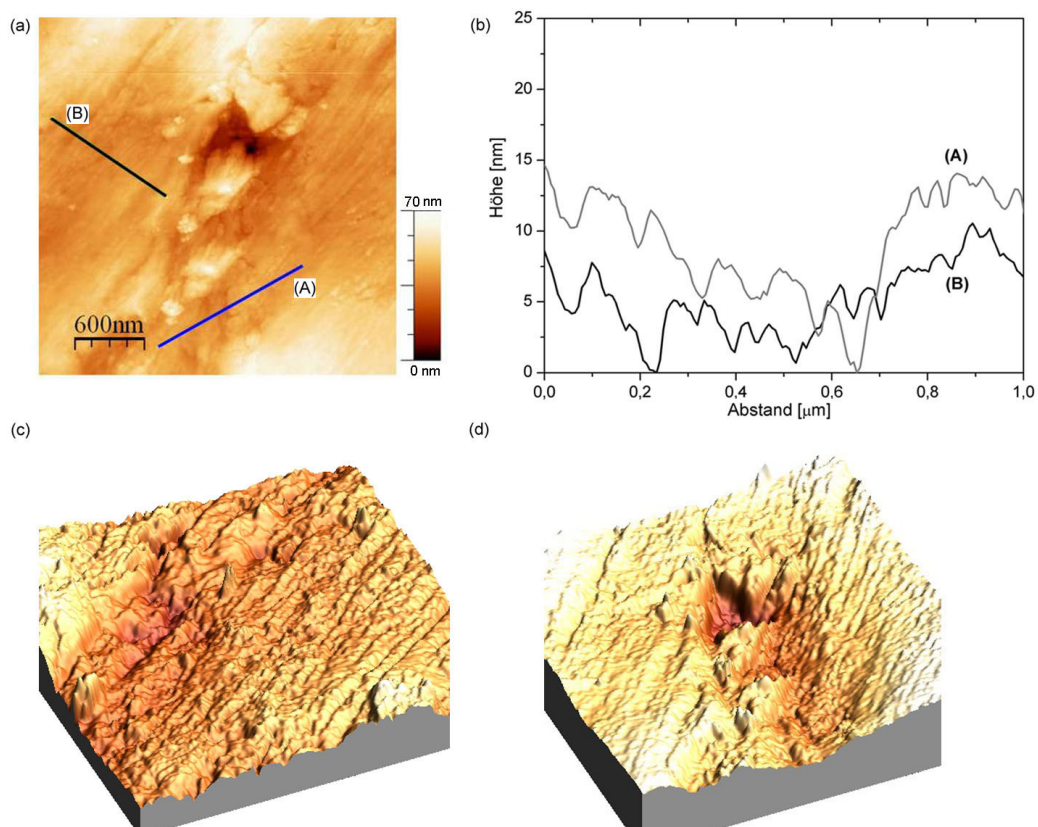 (a)
(B)
(A)
600nm
70 nm
0 nm
(b)
Höhe [nm]
25
20
15
10
5
0
(A)
(B)
0,0
0,2
0,4
0,6
0,8
1,0
Abstand [µm]
(c)
(d)